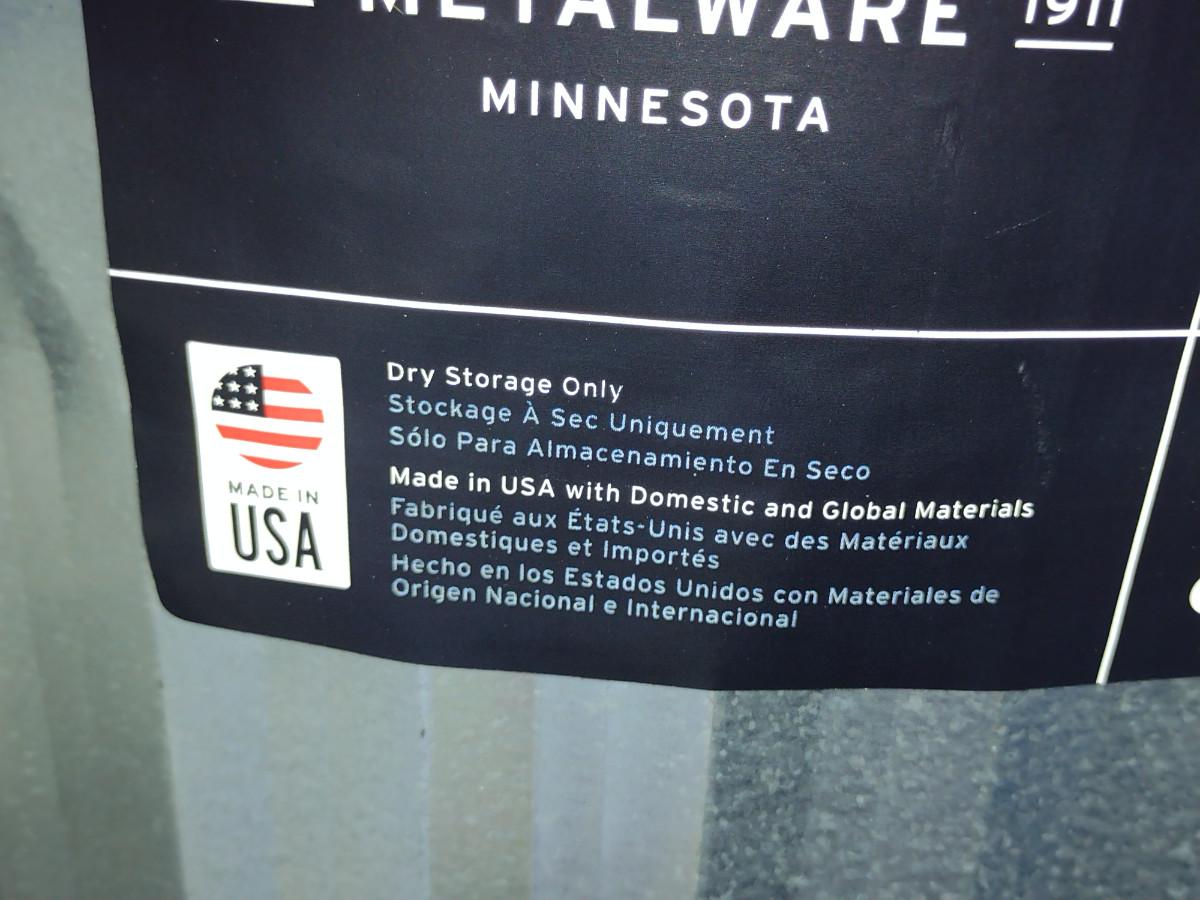 METALWARE
1911
MINNESOTA
MADE IN
USA
Dry Storage Only
Stockage À Sec Uniquement
Sólo Para Almacenamiento En Seco
Made in USA with Domestic and Global Materials
Fabriqué aux États-Unis avec des Matériaux
Domestiques et Importés
Hecho en los Estados Unidos con Materiales de
Origen Nacional e Internacional